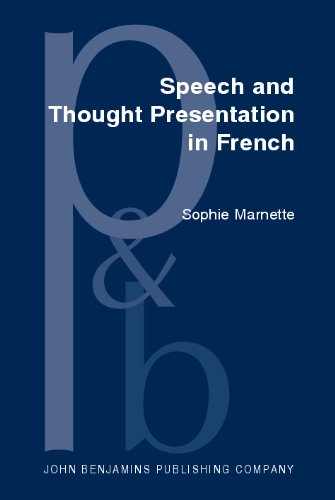 Speech and
Thought Presentation
in French
Sophie Marnette
p
&
b
JOHN BENJAMINS PUBLISHING COMPANY